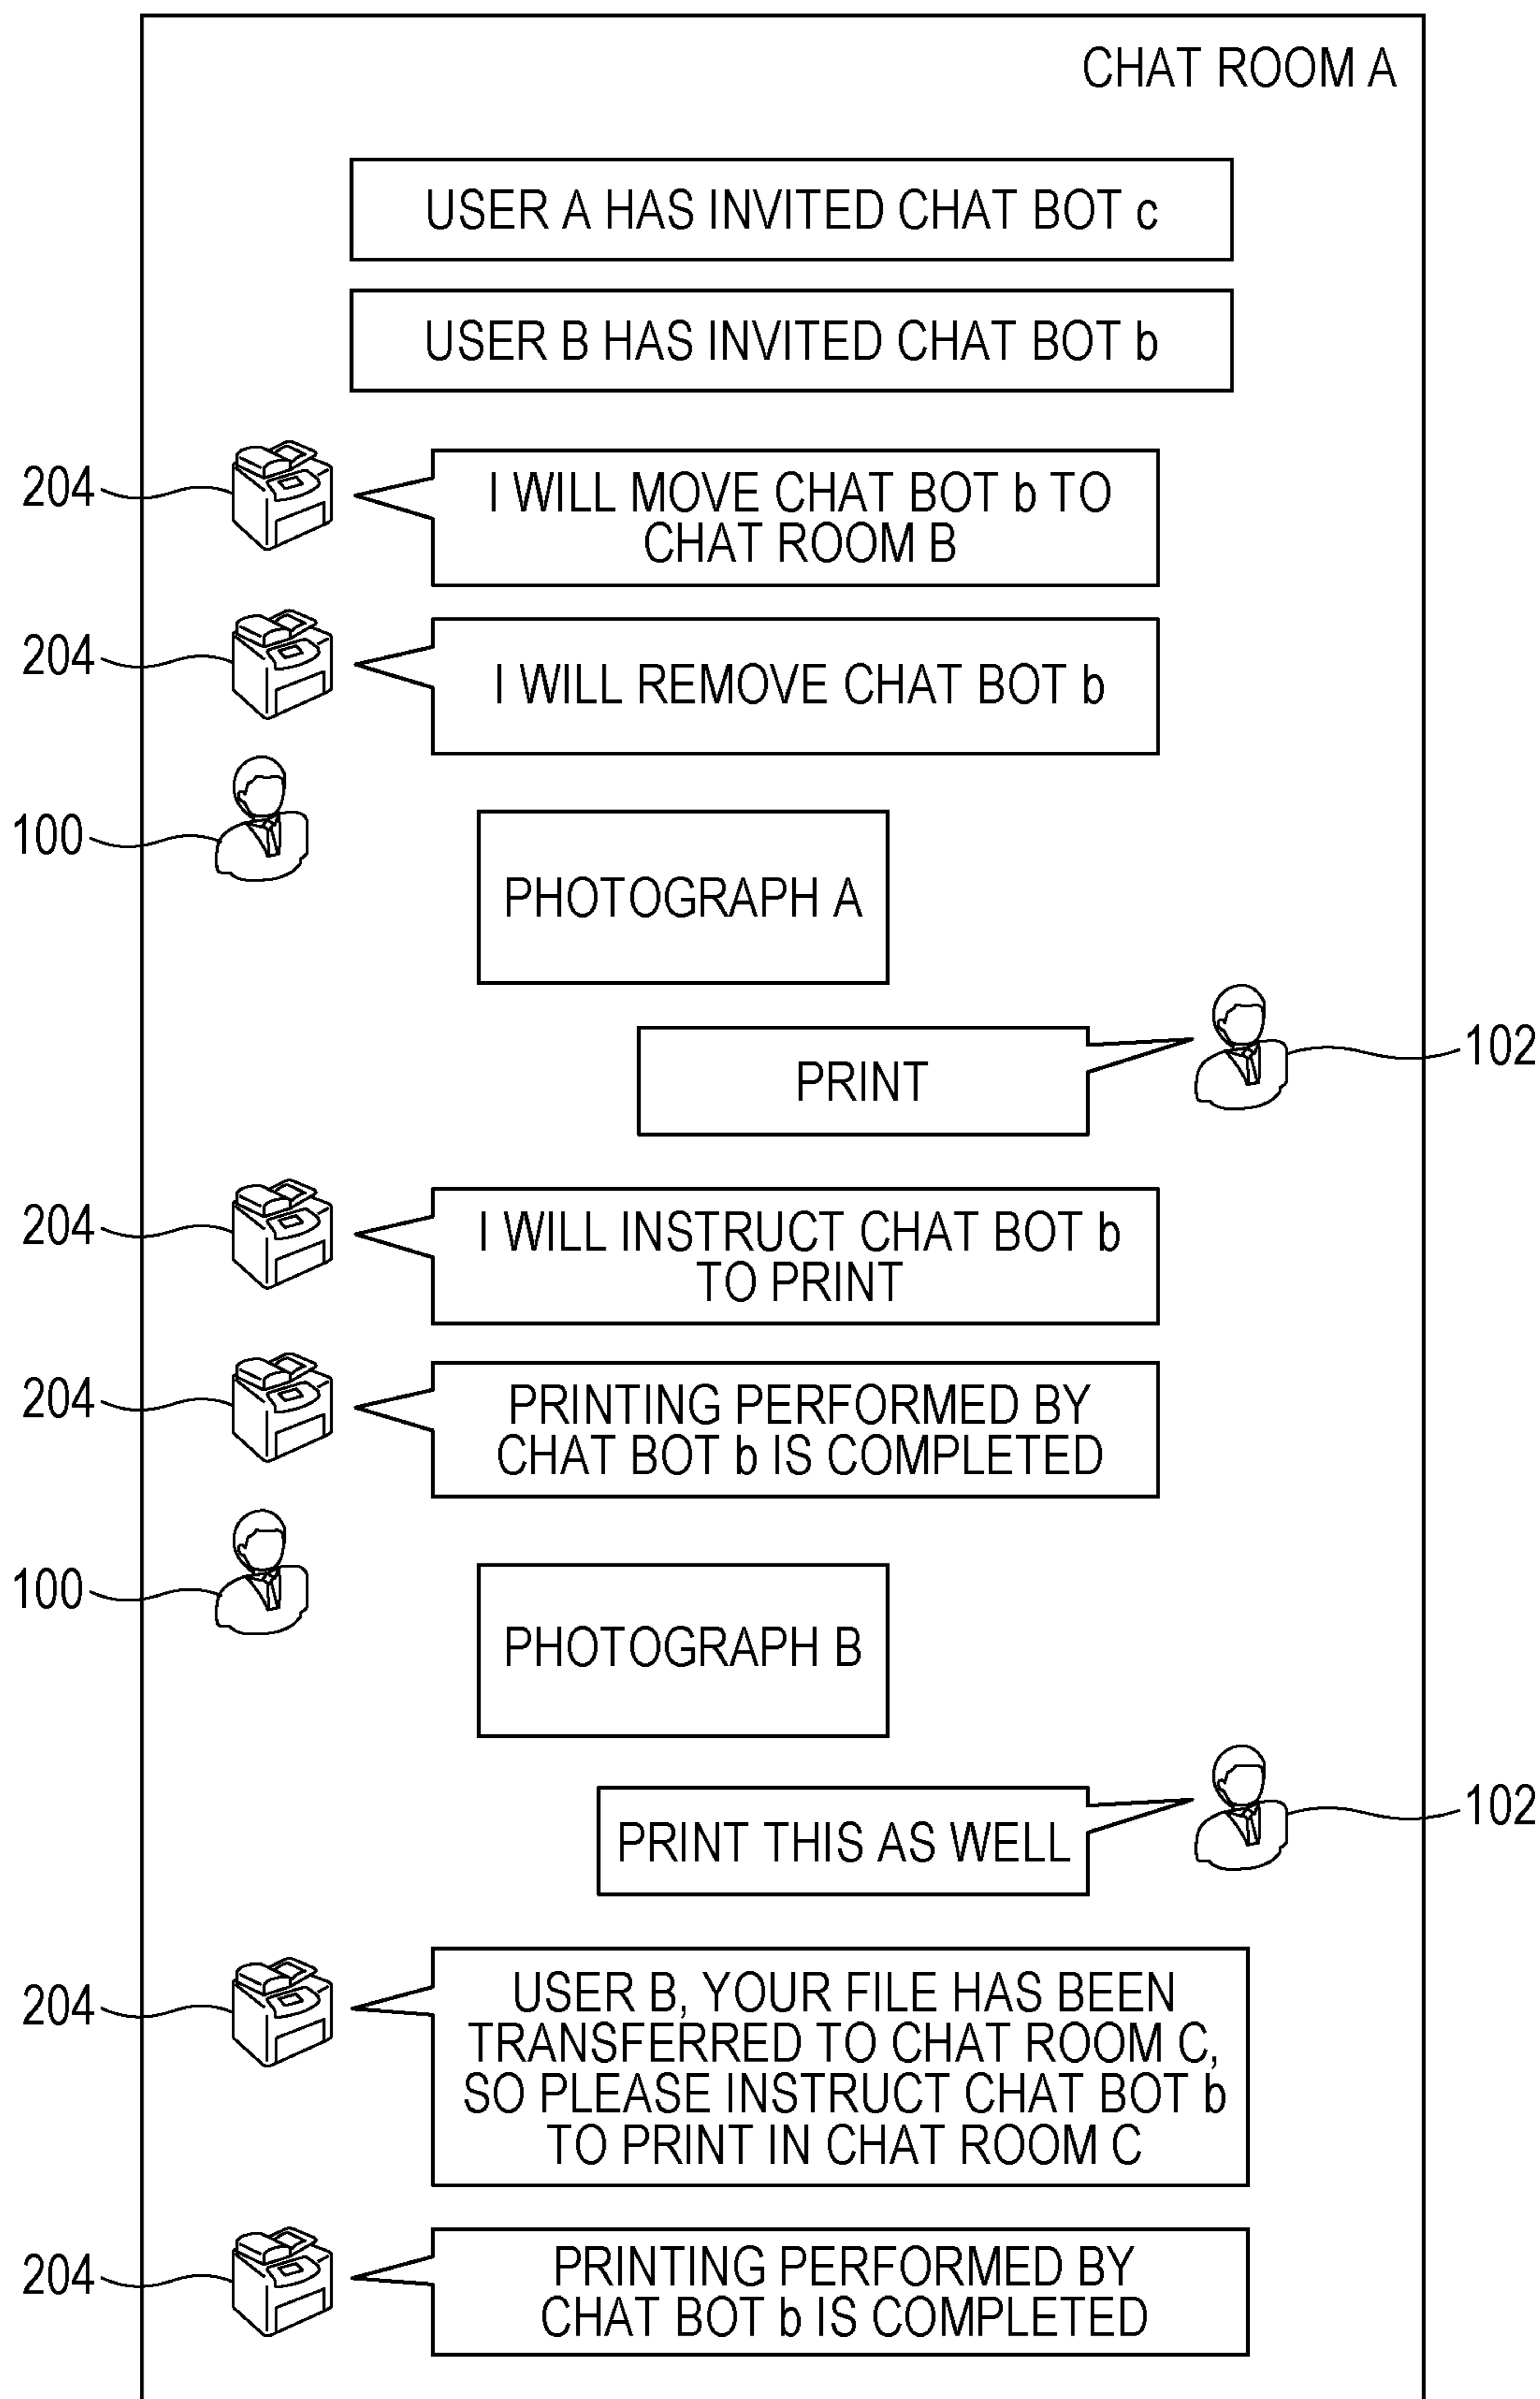 CHAT ROOM A
USER A HAS INVITED CHAT BOT c
USER B HAS INVITED CHAT BOT b
204
I WILL MOVE CHAT BOT b TO
CHAT ROOM B
204
I WILL REMOVE CHAT BOT b
100
PHOTOGRAPH A
PRINT
102
204
I WILL INSTRUCT CHAT BOT b
TO PRINT
204
PRINTING PERFORMED BY
CHAT BOT b IS COMPLETED
100
PHOTOGRAPH B
PRINT THIS AS WELL
102
204
USER B, YOUR FILE HAS BEEN
TRANSFERRED TO CHAT ROOM C,
SO PLEASE INSTRUCT CHAT BOT b
TO PRINT IN CHAT ROOM C
204
PRINTING PERFORMED BY
CHAT BOT b IS COMPLETED